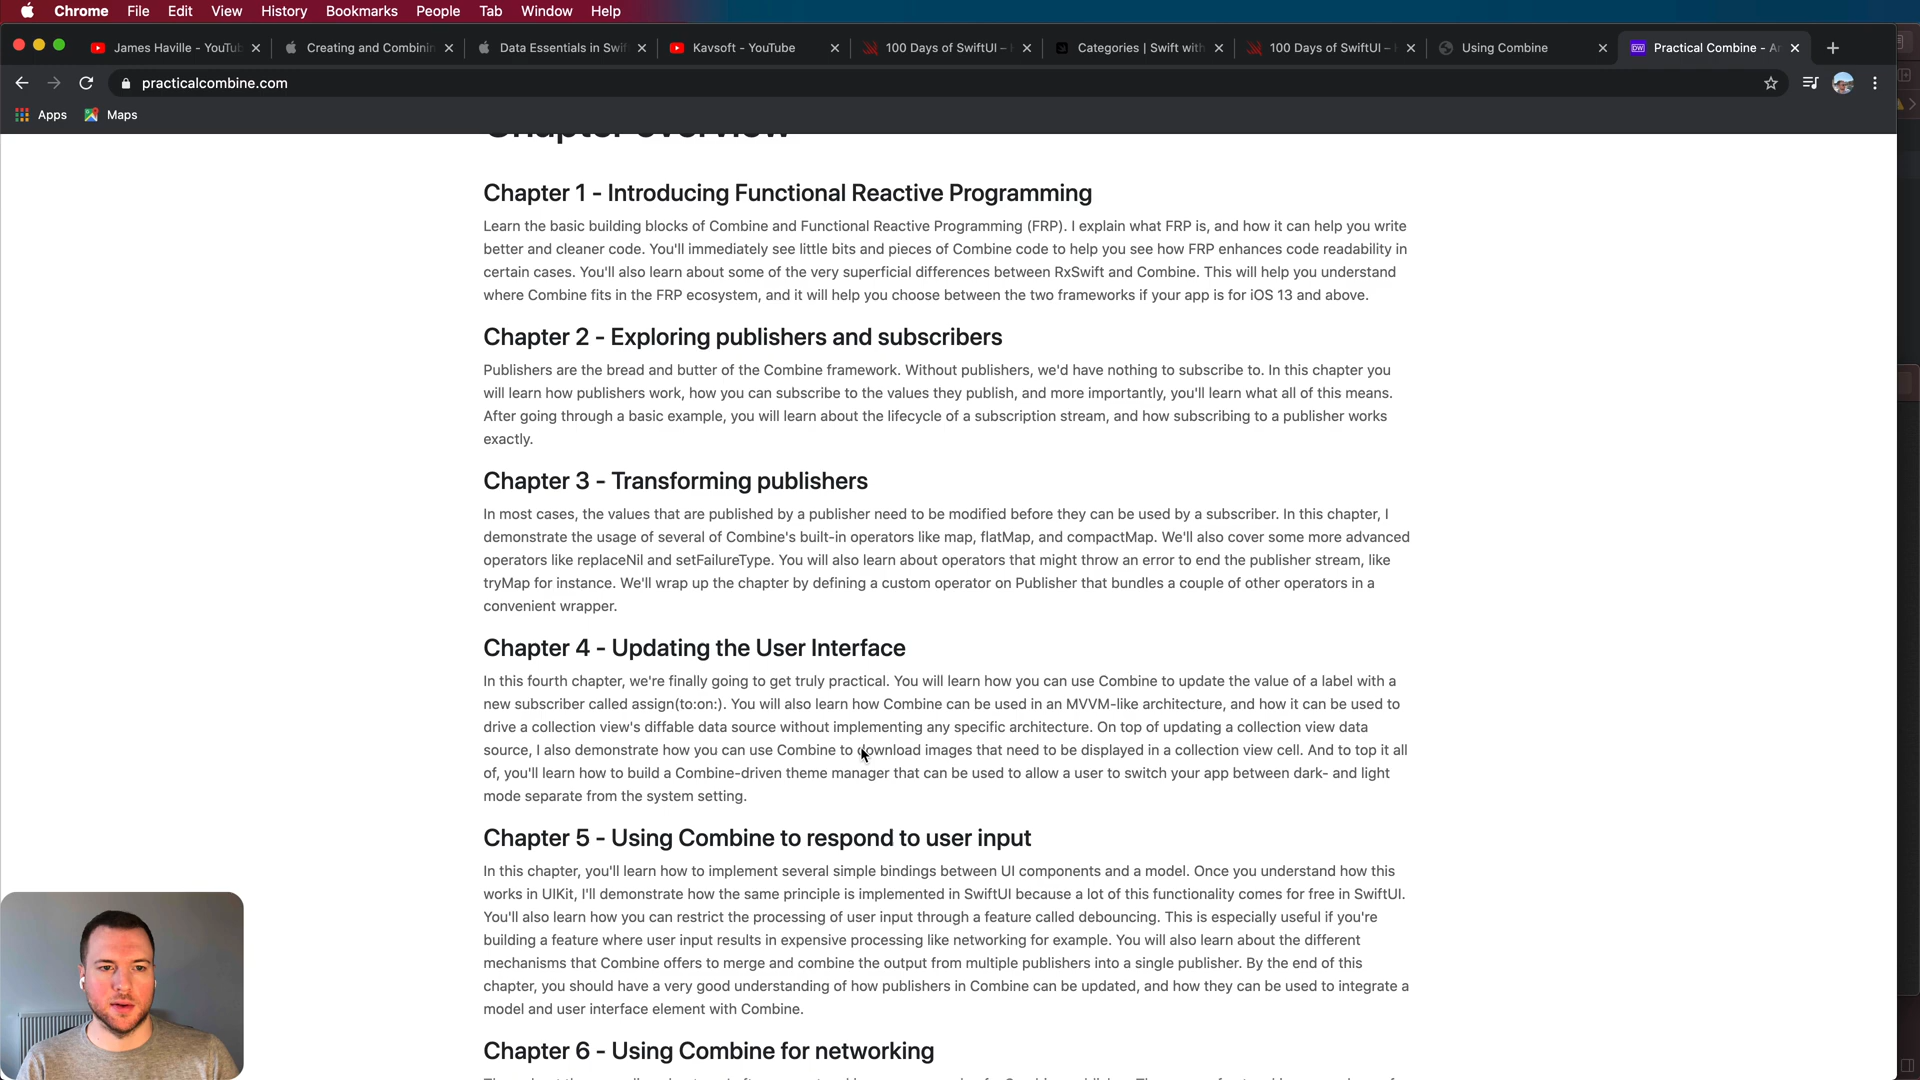 Chrome File Edit View History Bookmarks People Tab Window Help
James Haville - YouTu
Creating and Combinin
Data Essentials in Swif
Kavsoft - YouTube
100 Days of SwiftUI –
Categories | Swift with
100 Days of SwiftUI –
Using Combine
Practical Combine - Ar
practicalcombine.com
Apps Maps
Chapter overview
Chapter 1 - Introducing Functional Reactive Programming
Learn the basic building blocks of Combine and Functional Reactive Programming (FRP). I explain what FRP is, and how it can help you write
better and cleaner code. You'll immediately see little bits and pieces of Combine code to help you see how FRP enhances code readability in
certain cases. You'll also learn about some of the very superficial differences between RxSwift and Combine. This will help you understand
where Combine fits in the FRP ecosystem, and it will help you choose between the two frameworks if your app is for iOS 13 and above.
Chapter 2 - Exploring publishers and subscribers
Publishers are the bread and butter of the Combine framework. Without publishers, we'd have nothing to subscribe to. In this chapter you
will learn how publishers work, how you can subscribe to the values they publish, and more importantly, you'll learn what all of this means.
After going through a basic example, you will learn about the lifecycle of a subscription stream, and how subscribing to a publisher works
exactly.
Chapter 3 - Transforming publishers
In most cases, the values that are published by a publisher need to be modified before they can be used by a subscriber. In this chapter, I
demonstrate the usage of several of Combine's built-in operators like map, flatMap, and compactMap. We'll also cover some more advanced
operators like replaceNil and setFailureType. You will also learn about operators that might throw an error to end the publisher stream, like
tryMap for instance. We'll wrap up the chapter by defining a custom operator on Publisher that bundles a couple of other operators in a
convenient wrapper.
Chapter 4 - Updating the User Interface
In this fourth chapter, we're finally going to get truly practical. You will learn how you can use Combine to update the value of a label with a
new subscriber called assign(to:on:). You will also learn how Combine can be used in an MVVM-like architecture, and how it can be used to
drive a collection view's diffable data source without implementing any specific architecture. On top of updating a collection view data
source, I also demonstrate how you can use Combine to download images that need to be displayed in a collection view cell. And to top it all
of, you'll learn how to build a Combine-driven theme manager that can be used to allow a user to switch your app between dark- and light
mode separate from the system setting.
Chapter 5 - Using Combine to respond to user input
In this chapter, you'll learn how to implement several simple bindings between UI components and a model. Once you understand how this
works in UIKit, I'll demonstrate how the same principle is implemented in SwiftUI because a lot of this functionality comes for free in SwiftUI.
You'll also learn how you can restrict the processing of user input through a feature called debouncing. This is especially useful if you're
building a feature where user input results in expensive processing like networking for example. You will also learn about the different
mechanisms that Combine offers to merge and combine the output from multiple publishers into a single publisher. By the end of this
chapter, you should have a very good understanding of how publishers in Combine can be updated, and how they can be used to integrate a
model and user interface element with Combine.
Chapter 6 - Using Combine for networking